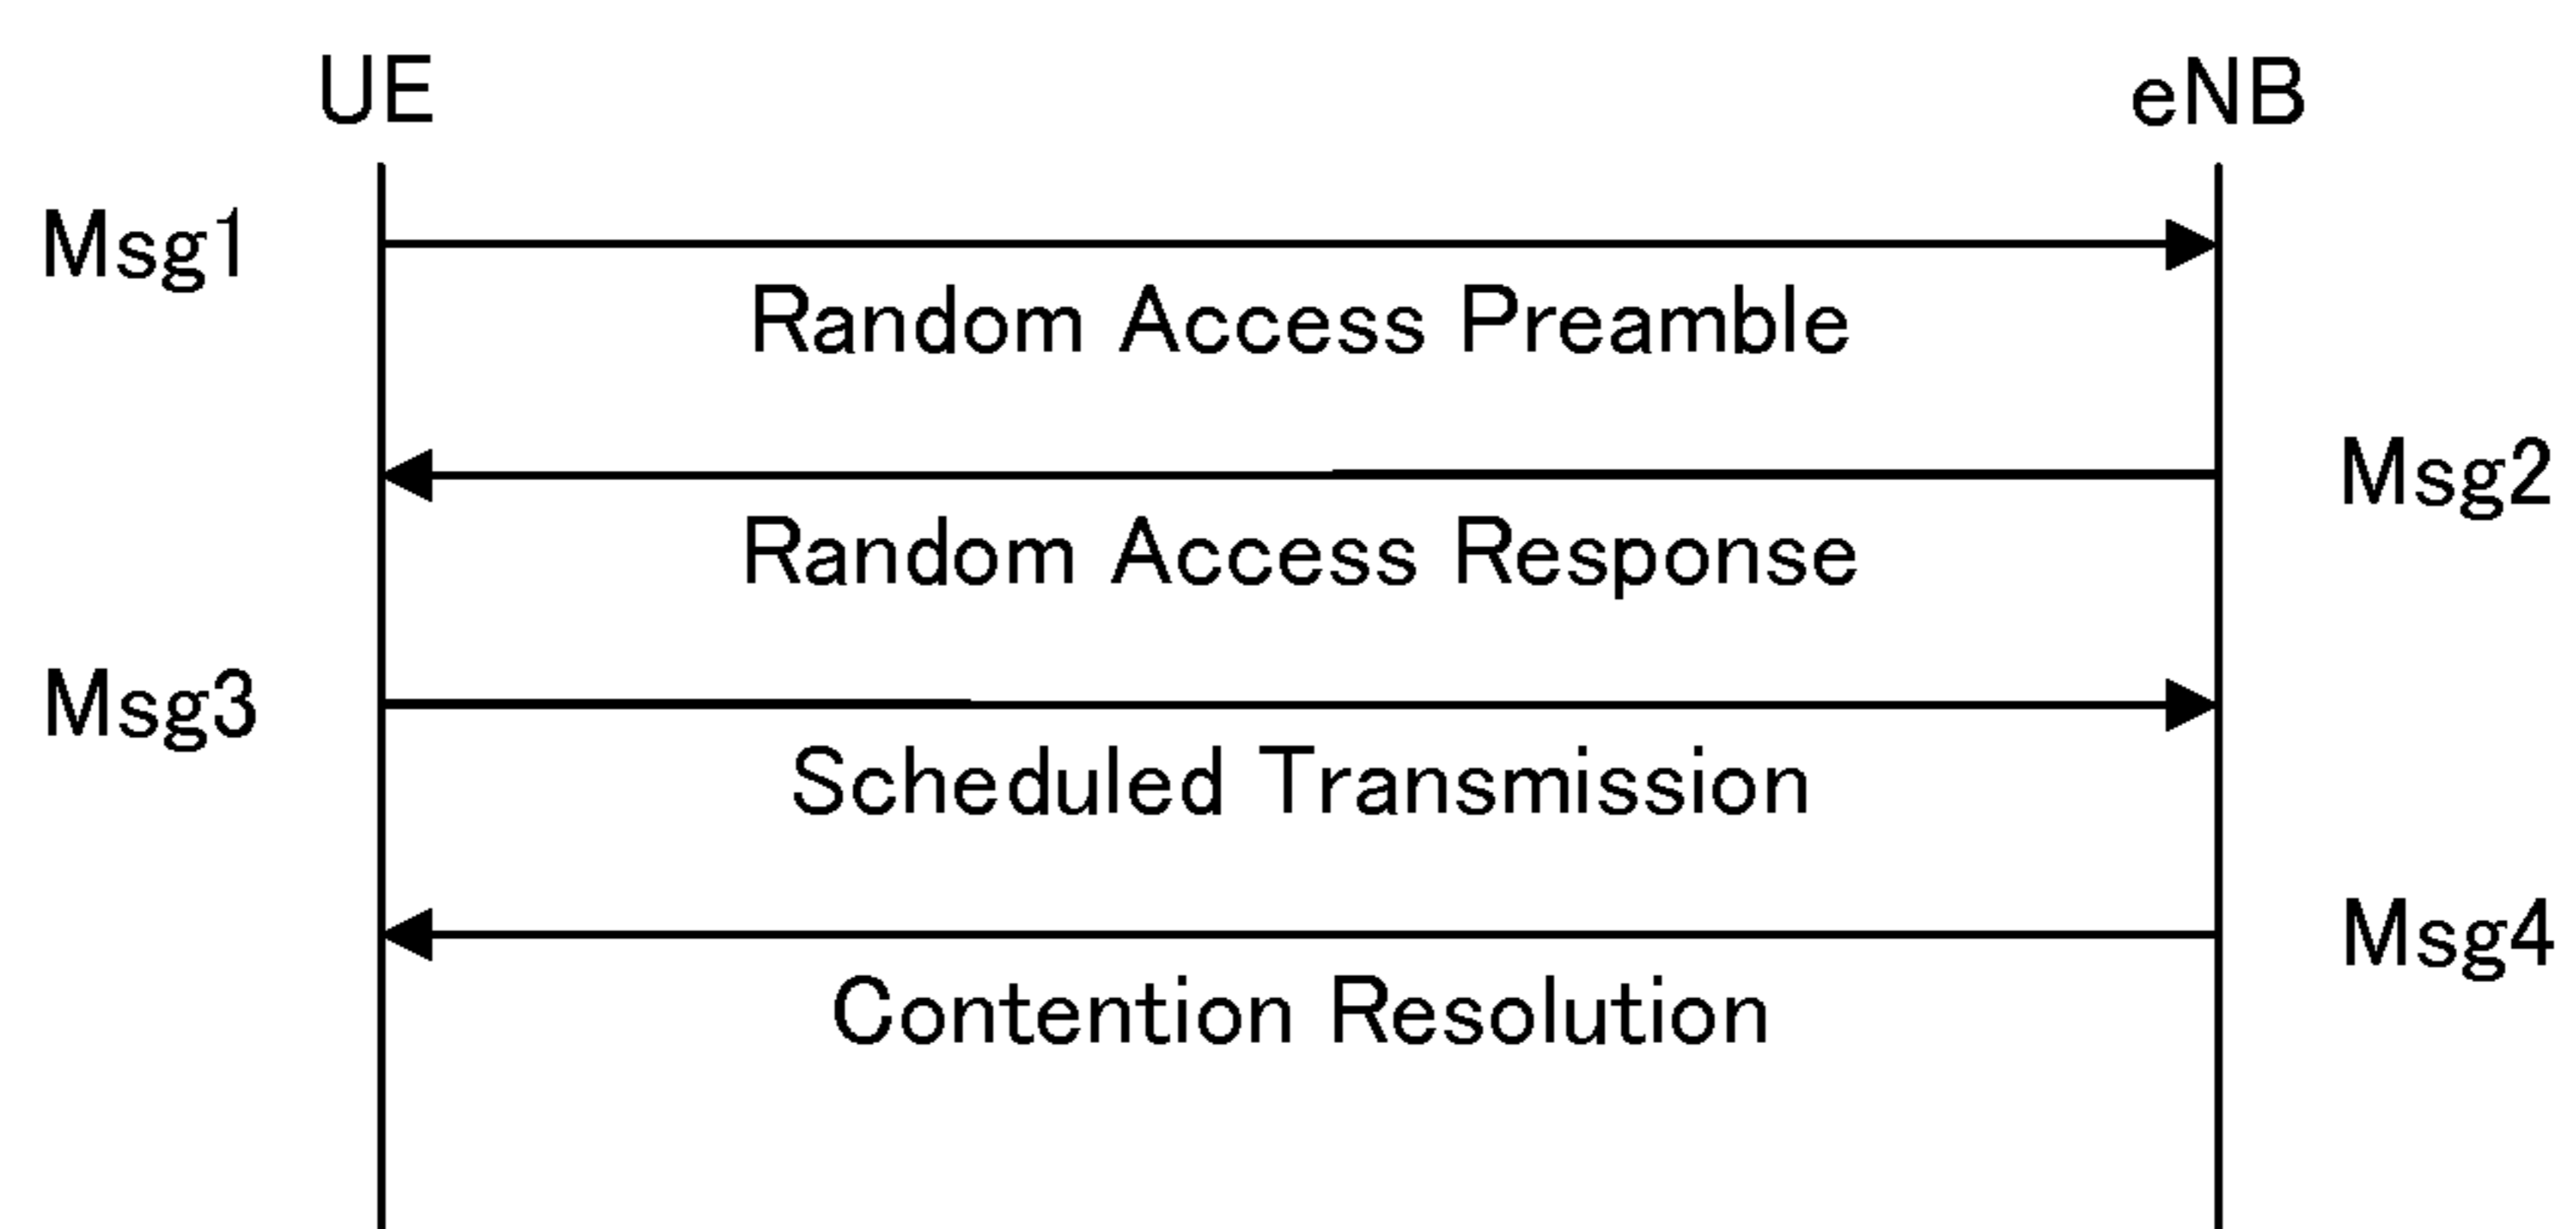 UE
eNB
Msg1
Random Access Preamble
Msg2
Random Access Response
Msg3
Scheduled Transmission
Msg4
Contention Resolution